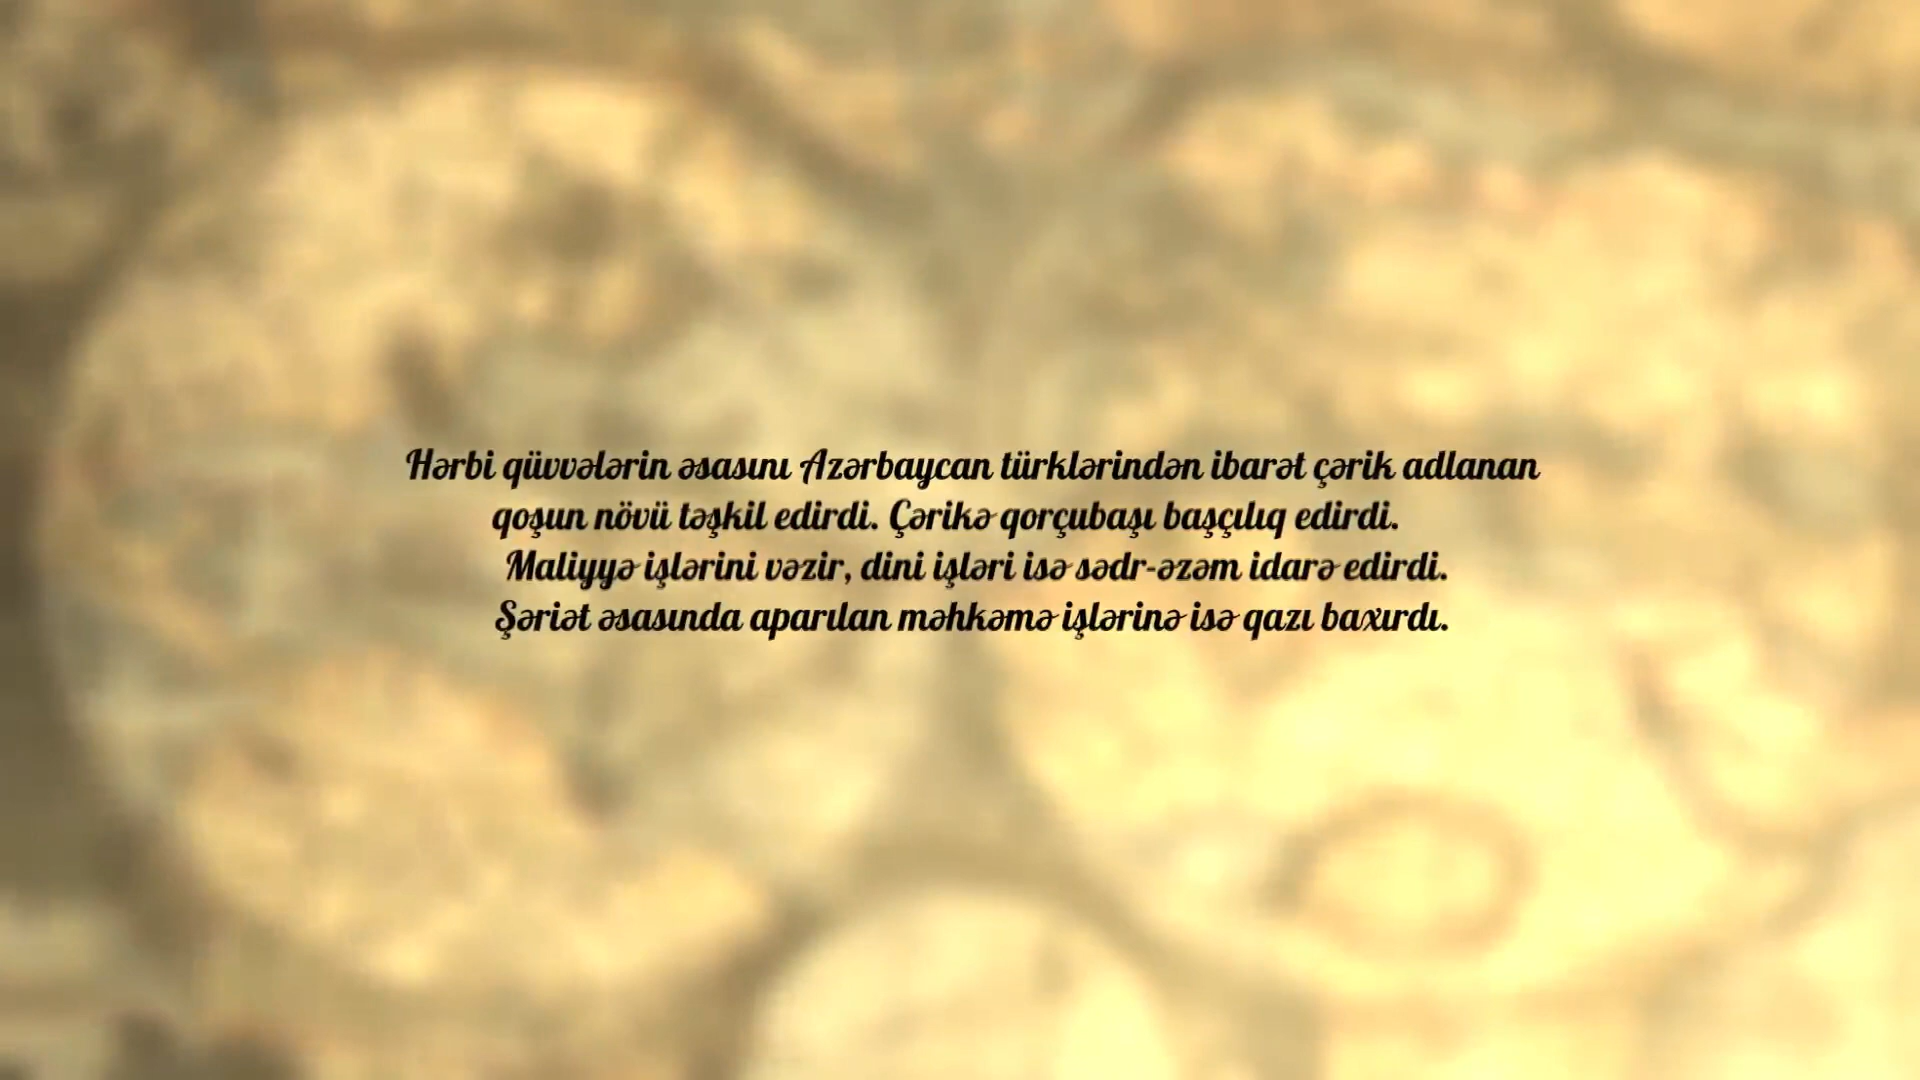 Hərbi qüvvələrin əsasını Azərbaycan türklərindən ibarət çərik adlanan
qoşun növü təşkil edirdi. Çərikə qorçubaşı başçılıq edirdi.
Maliyyə işlərini vəzir, dini işləri isə sədr-əzəm idarə edirdi.
Şəriət əsasında aparılan məhkəmə işlərinə isə qazı baxırdı.